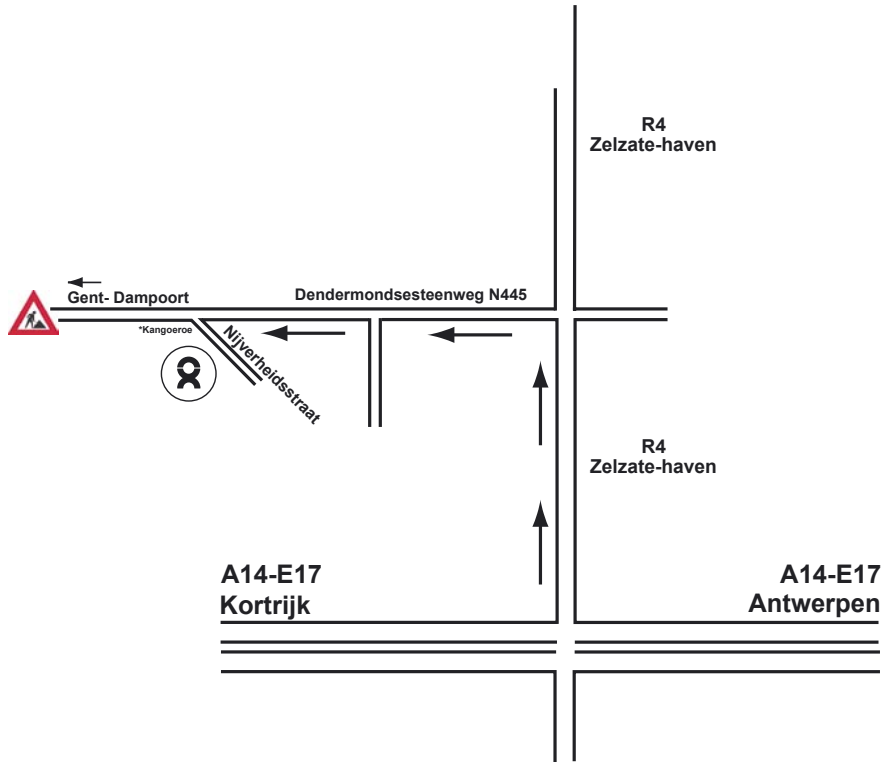 R4
Zelzate-haven
Gent- Dampoort
Dendermondsesteenweg N445
*Kangoeroe
Nijverheidsstraat
R4
Zelzate-haven
A14-E17
Kortrijk
A14-E17
Antwerpen